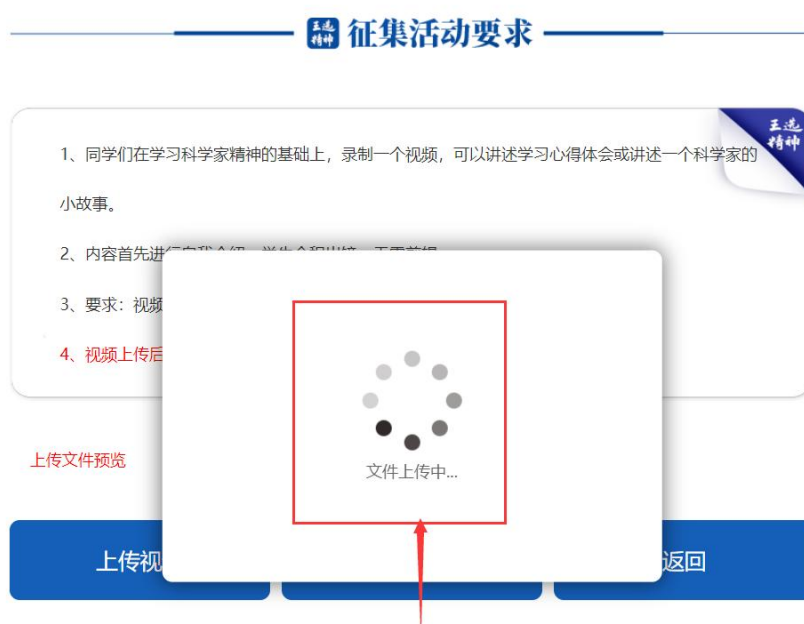 王选
精神
征集活动要求
王选
精神
1、同学们在学习科学家精神的基础上，录制一个视频，可以讲述学习心得体会或讲述一个科学家的
小故事。
2、内容首先进
3、要求：视频
4、视频上传后
文件上传中...
上传文件预览
上传视
返回